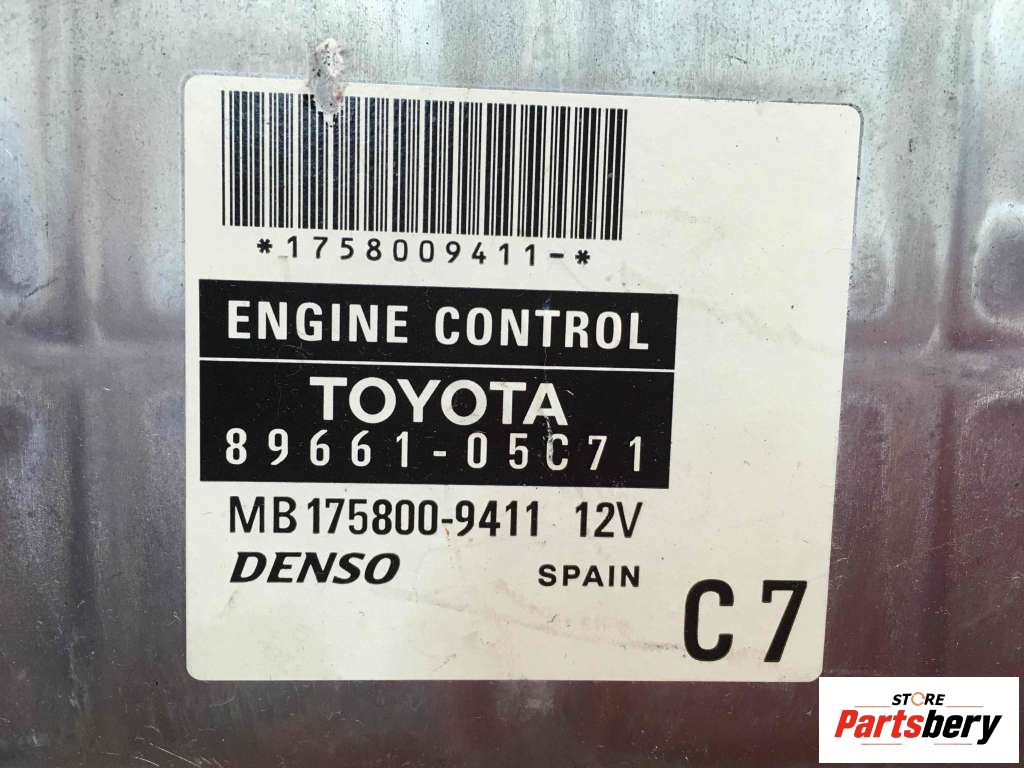 *1758009411-*
ENGINE CONTROL
TOYOTA
89661-05C71
MB175800-9411 12V
DENSO SPAIN
C7
STORE
Partsbery